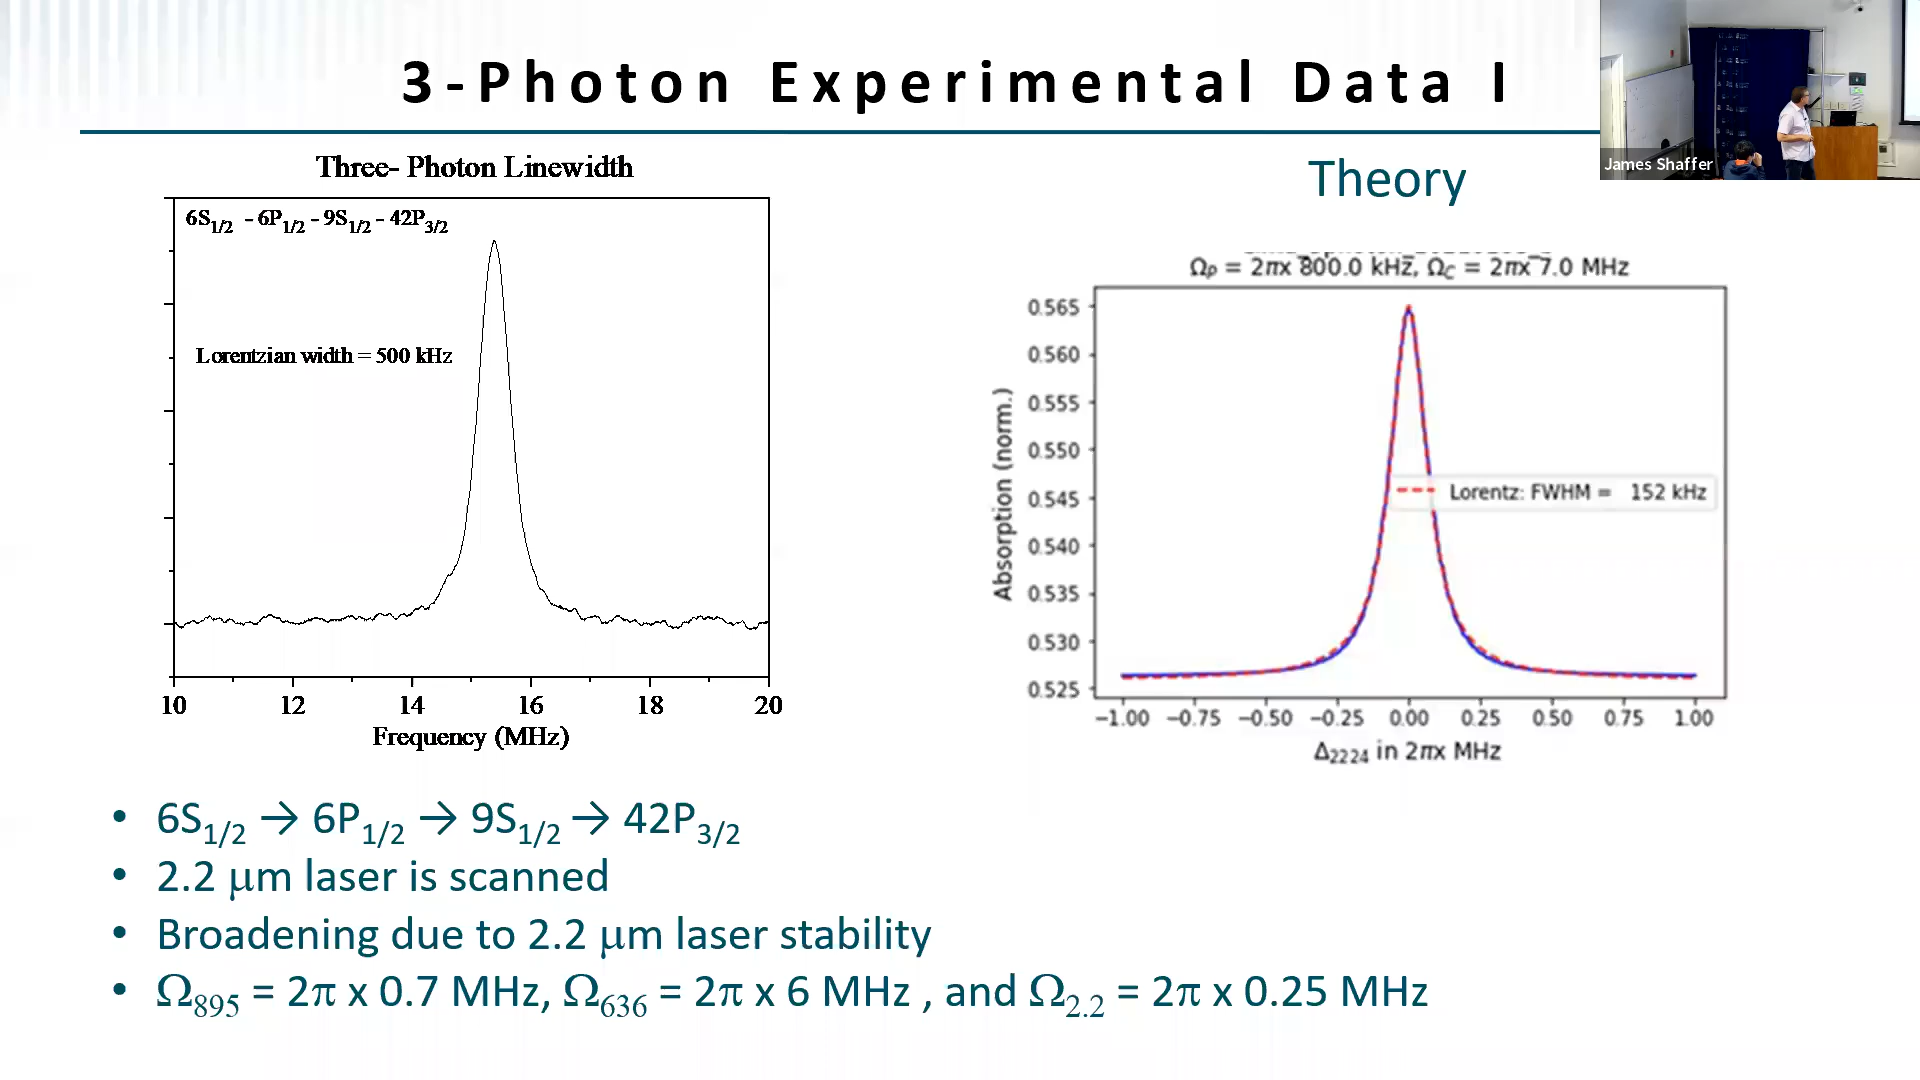 3-Photon Experimental Data I
James Shaffer
Three- Photon Linewidth
6S1/2 - 6P1/2 - 9S1/2 - 42P3/2
Lorentzian width = 500 kHz
10 12 14 16 18 20
Frequency (MHz)
Theory
ΩP = 2πx 800.0 kHz, ΩC = 2πx 7.0 MHz
0.565
0.560
0.555
0.550
0.545
0.540
0.535
0.530
0.525
Absorption (norm.)
Lorentz: FWHM = 152 kHz
−1.00 −0.75 −0.50 −0.25 0.00 0.25 0.50 0.75 1.00
Δ2224 in 2πx MHz
• 6S1/2 → 6P1/2 → 9S1/2 → 42P3/2
• 2.2 μm laser is scanned
• Broadening due to 2.2 μm laser stability
• Ω895 = 2π x 0.7 MHz, Ω636 = 2π x 6 MHz , and Ω2.2 = 2π x 0.25 MHz